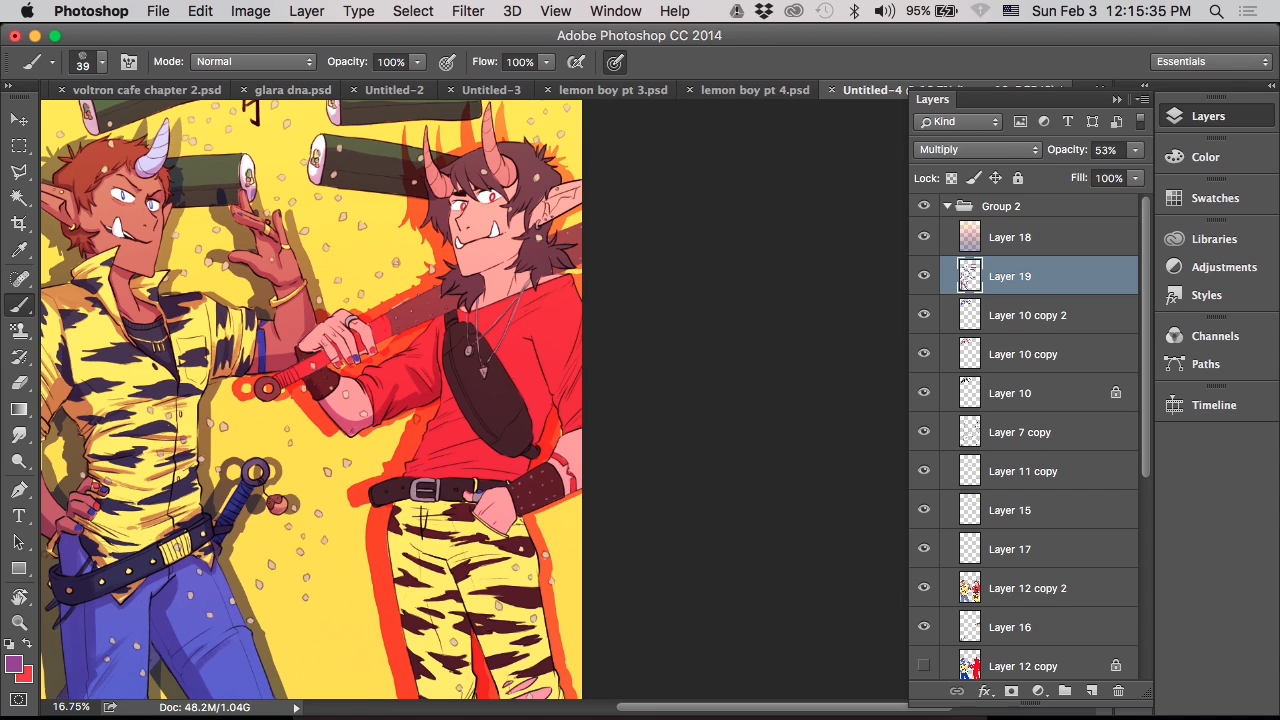 Photoshop File Edit Image Layer Type Select Filter 3D View Window Help 95% Sun Feb 3 12:15:35 PM
Adobe Photoshop CC 2014
39 Mode: Normal Opacity: 100% Flow: 100% Essentials
voltron cafe chapter 2.psd glara dna.psd Untitled-2 Untitled-3 lemon boy pt 3.psd lemon boy pt 4.psd Untitled-4
Layers
Kind
Multiply Opacity: 53%
Lock: Fill: 100%
Group 2
Layer 18
Layer 19
Layer 10 copy 2
Layer 10 copy
Layer 10
Layer 7 copy
Layer 11 copy
Layer 15
Layer 17
Layer 12 copy 2
Layer 16
Layer 12 copy
Layers
Color
Swatches
Libraries
Adjustments
Styles
Channels
Paths
Timeline
16.75% Doc: 48.2M/1.04G